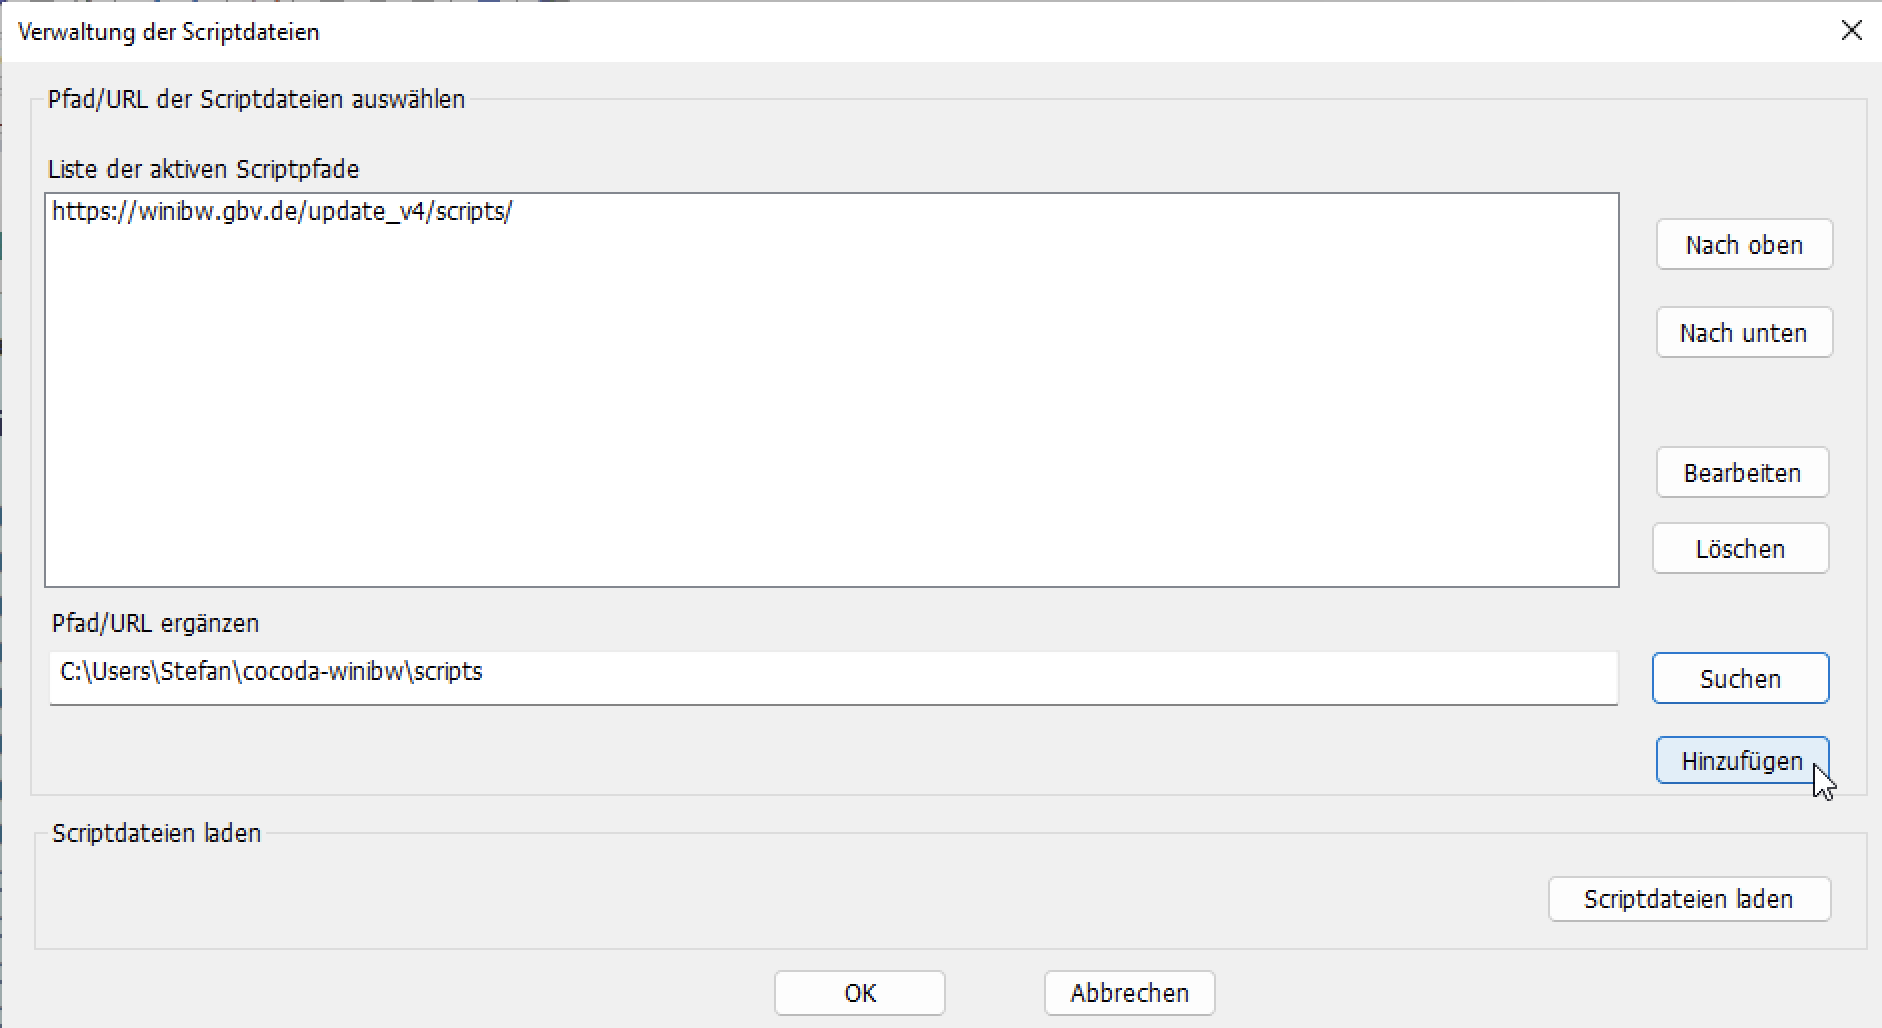 Verwaltung der Scriptdateien
Pfad/URL der Scriptdateien auswählen
Liste der aktiven Scriptpfade
https://winibw.gbv.de/update_v4/scripts/
Nach oben
Nach unten
Bearbeiten
Löschen
Pfad/URL ergänzen
C:\Users\Stefan\cocoda-winibw\scripts
Suchen
Hinzufügen
Scriptdateien laden
Scriptdateien laden
OK
Abbrechen